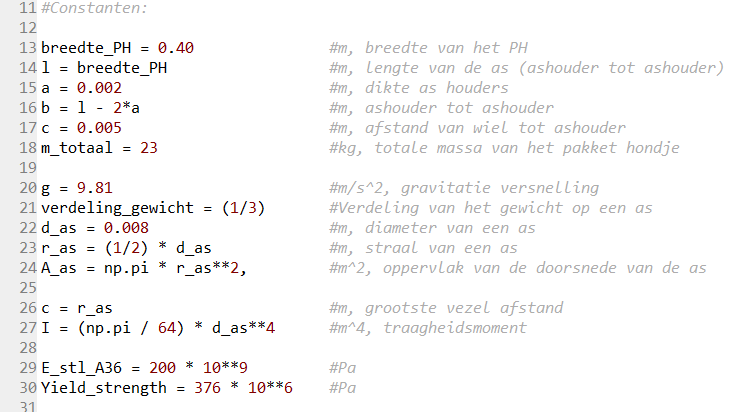 11 #Constanten:
12
13 breedte_PH = 0.40 #m, breedte van het PH
14 l = breedte_PH #m, lengte van de as (ashouder tot ashouder)
15 a = 0.002 #m, dikte as houders
16 b = l - 2*a #m, ashouder tot ashouder
17 c = 0.005 #m, afstand van wiel tot ashouder
18 m_totaal = 23 #kg, totale massa van het pakket hondje
19
20 g = 9.81 #m/s^2, gravitatie versnelling
21 verdeling_gewicht = (1/3) #Verdeling van het gewicht op een as
22 d_as = 0.008 #m, diameter van een as
23 r_as = (1/2) * d_as #m, straal van een as
24 A_as = np.pi * r_as**2, #m^2, oppervlak van de doorsnede van de as
25
26 c = r_as #m, grootste vezel afstand
27 I = (np.pi / 64) * d_as**4 #m^4, traagheidsmoment
28
29 E_stl_A36 = 200 * 10**9 #Pa
30 Yield_strength = 376 * 10**6 #Pa
31